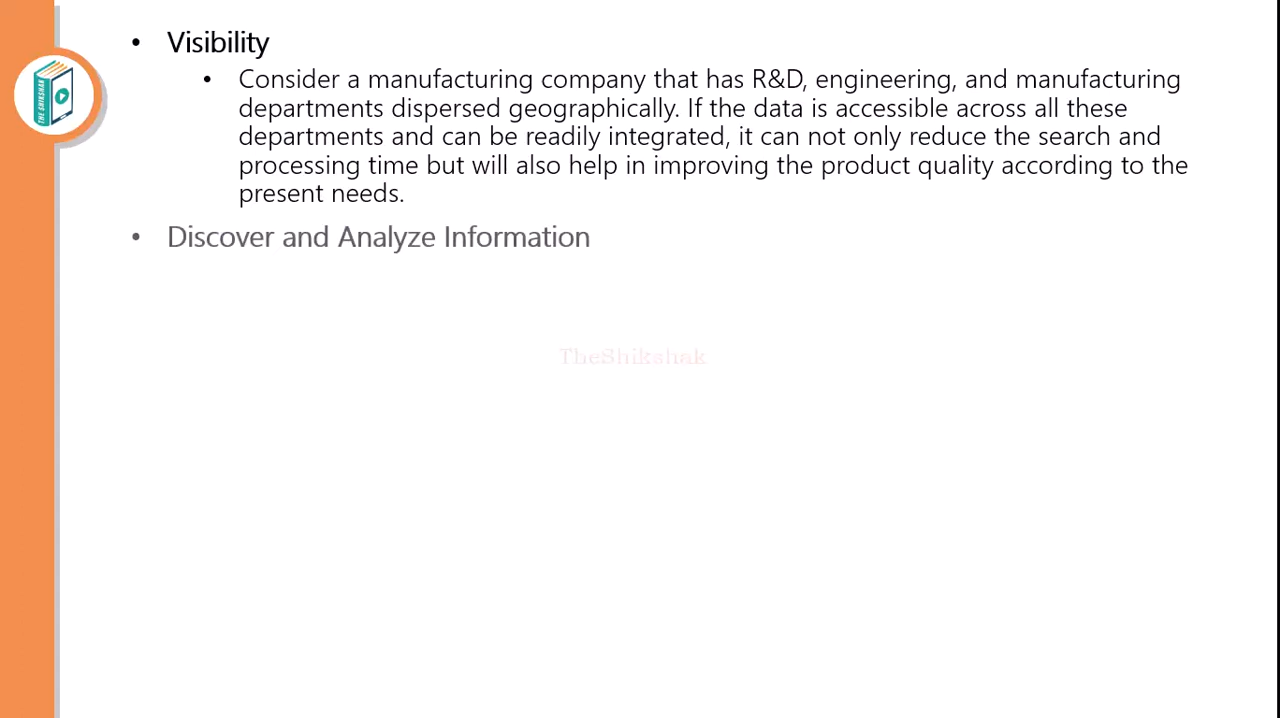 • Visibility
• Consider a manufacturing company that has R&D, engineering, and manufacturing
departments dispersed geographically. If the data is accessible across all these
departments and can be readily integrated, it can not only reduce the search and
processing time but will also help in improving the product quality according to the
present needs.
• Discover and Analyze Information
TheShikshak
THE SHIKSHAK